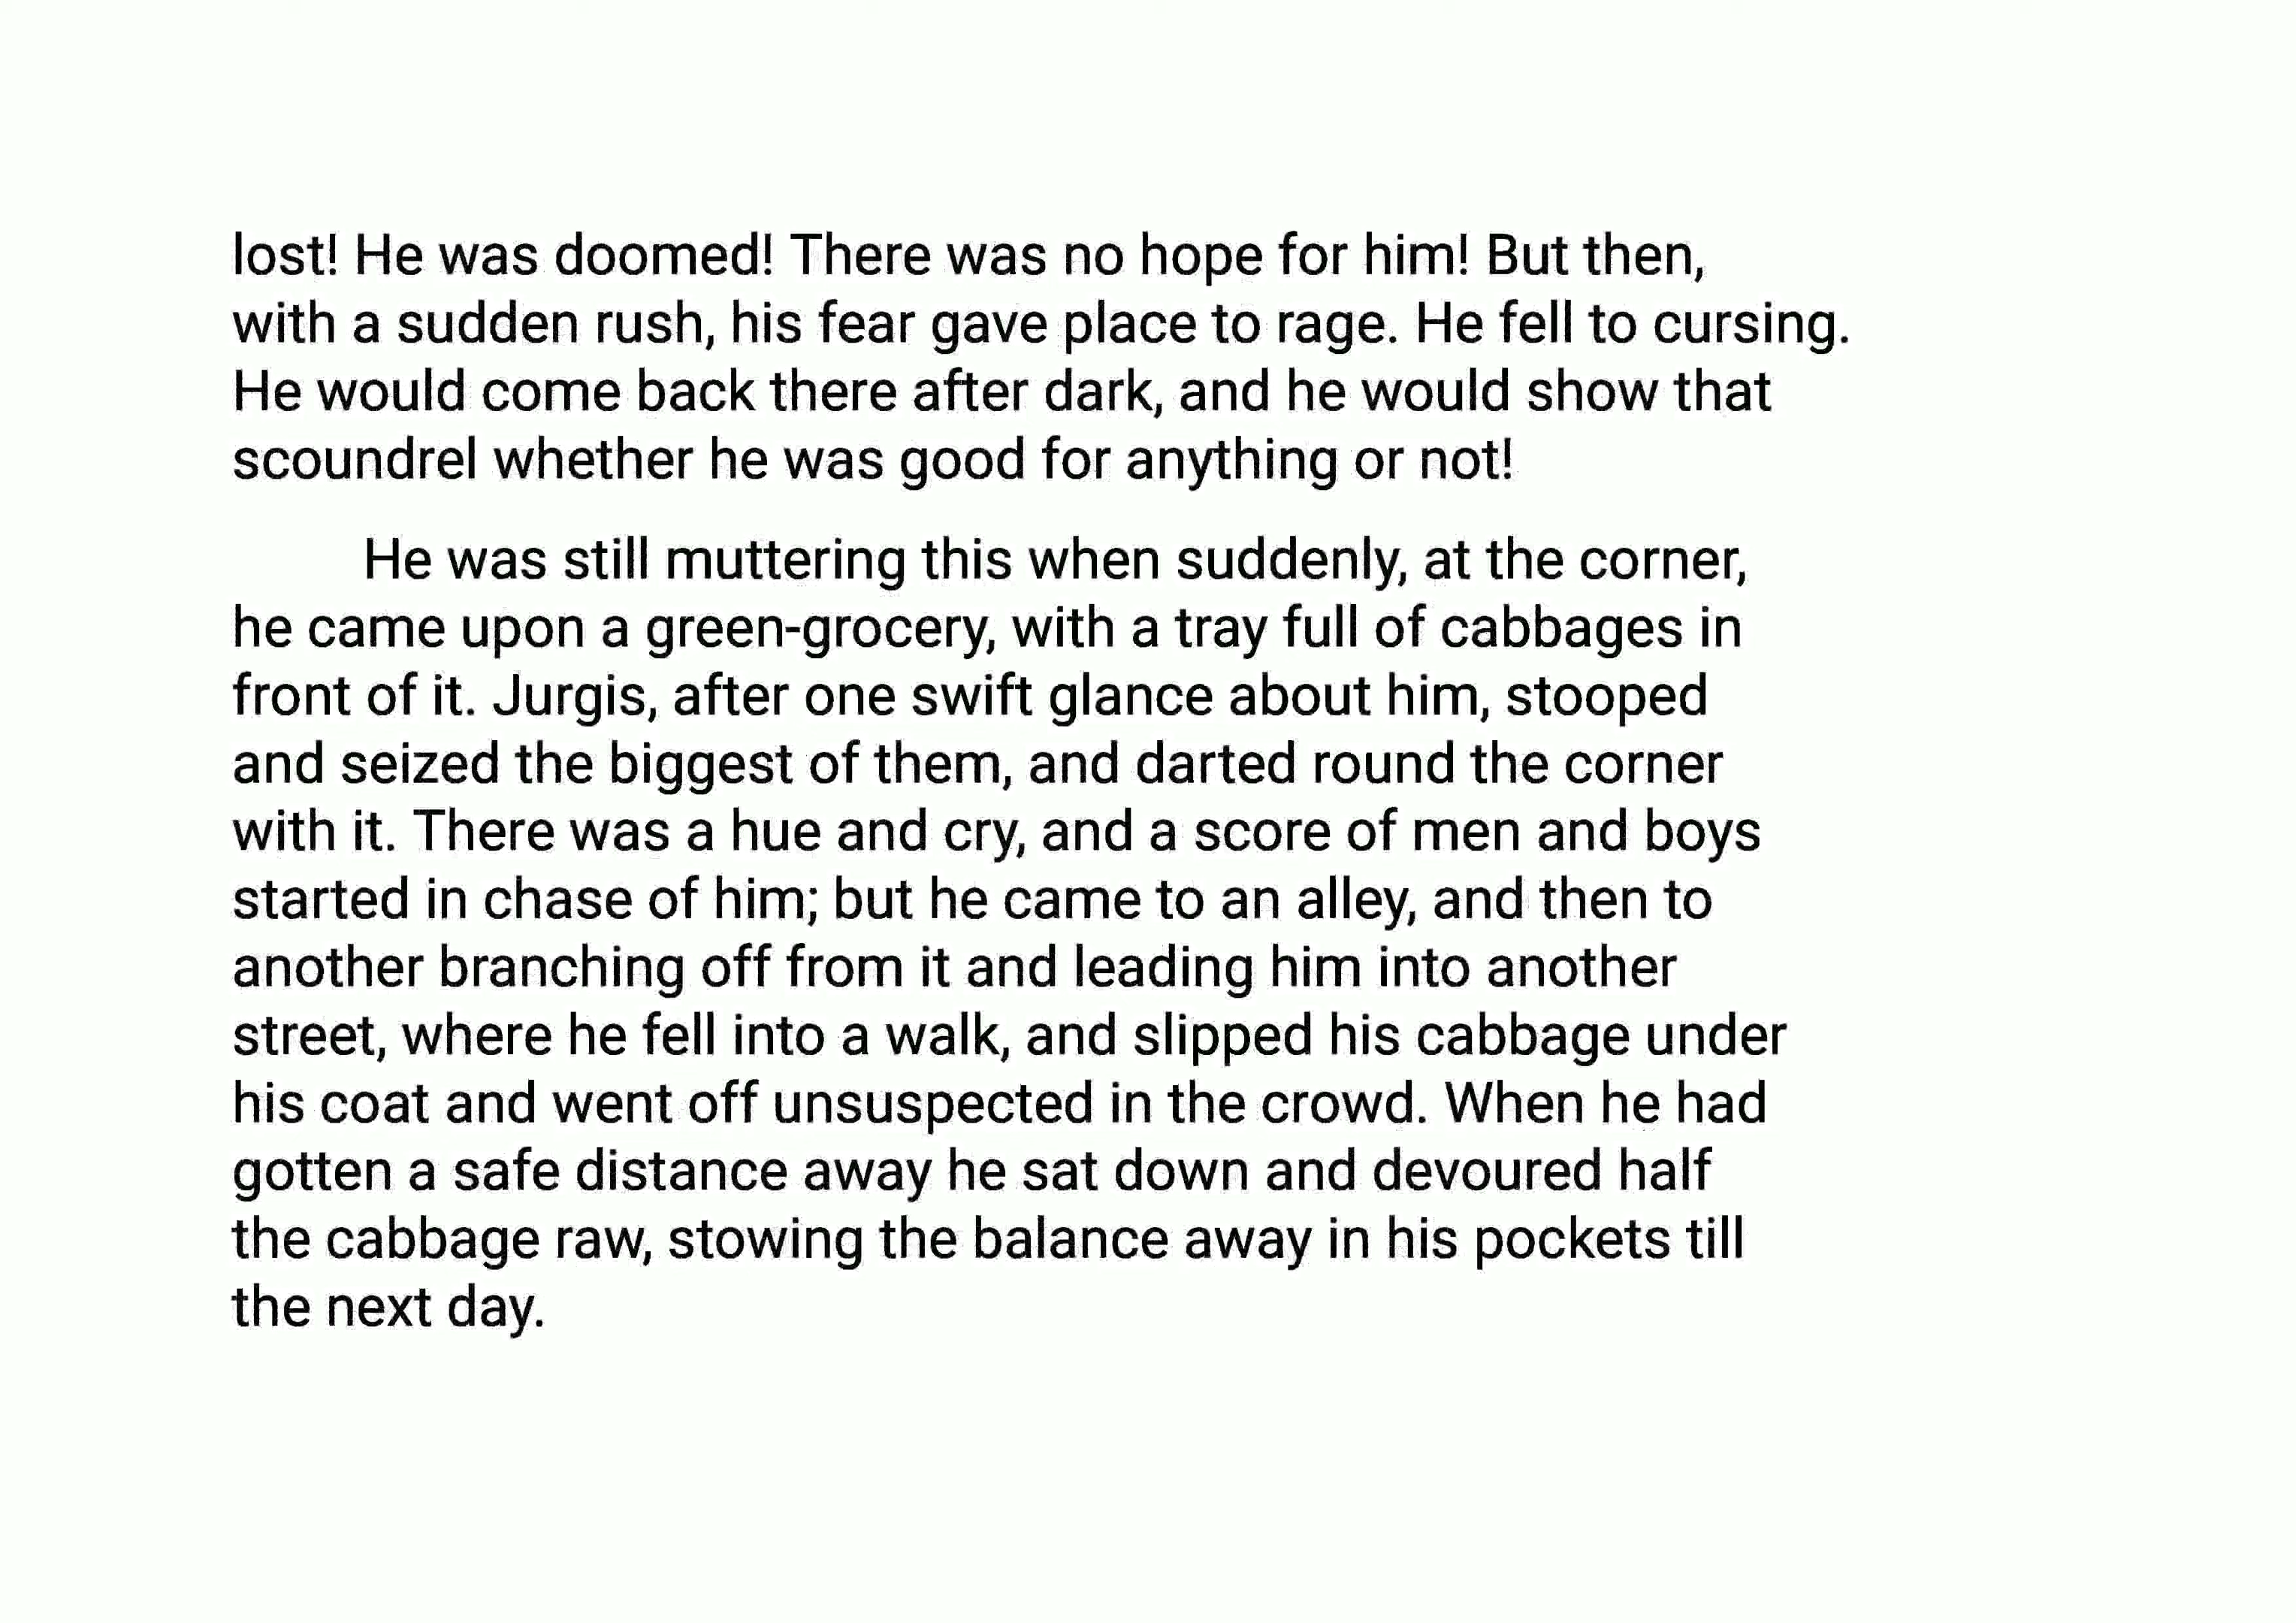 lost! He was doomed! There was no hope for him! But then,
with a sudden rush, his fear gave place to rage. He fell to cursing.
He would come back there after dark, and he would show that
scoundrel whether he was good for anything or not!
He was still muttering this when suddenly, at the corner,
he came upon a green-grocery, with a tray full of cabbages in
front of it. Jurgis, after one swift glance about him, stooped
and seized the biggest of them, and darted round the corner
with it. There was a hue and cry, and a score of men and boys
started in chase of him; but he came to an alley, and then to
another branching off from it and leading him into another
street, where he fell into a walk, and slipped his cabbage under
his coat and went off unsuspected in the crowd. When he had
gotten a safe distance away he sat down and devoured half
the cabbage raw, stowing the balance away in his pockets till
the next day.